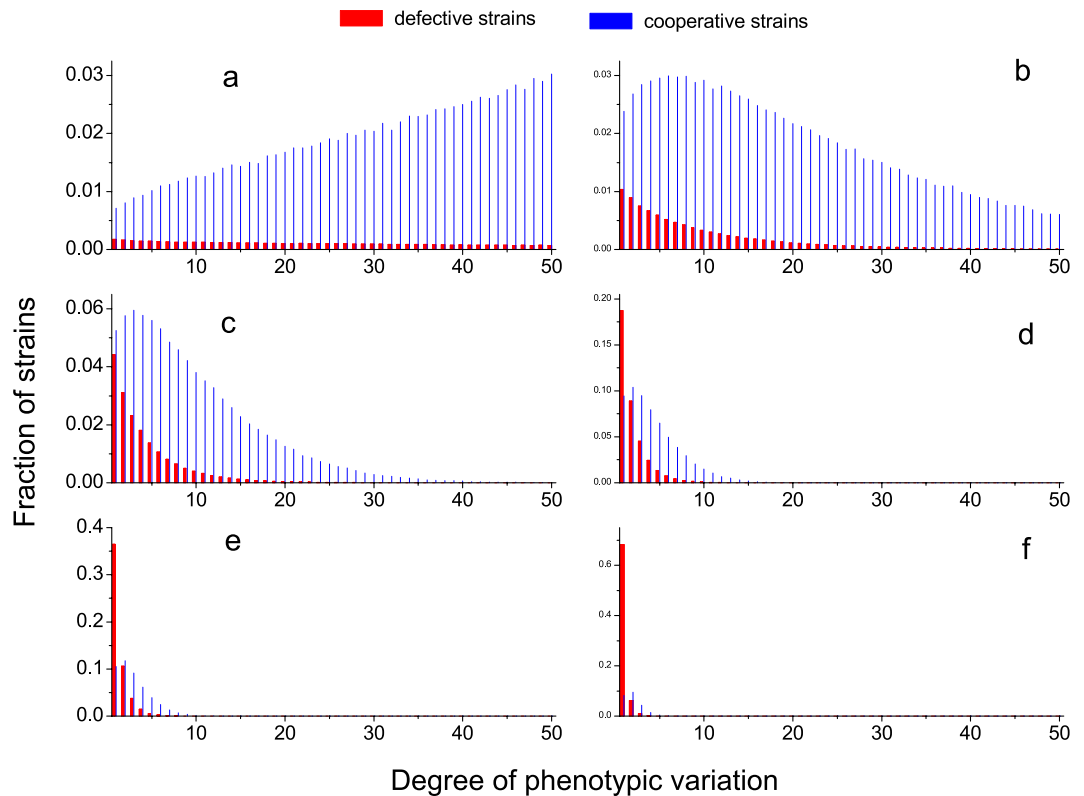 defective strains cooperative strains
a
0.03
0.02
0.01
0.00
10 20 30 40 50
b
0.03
0.02
0.01
0.00
10 20 30 40 50
c
0.06
0.04
0.02
0.00
10 20 30 40 50
d
0.20
0.15
0.10
0.05
0.00
10 20 30 40 50
e
0.4
0.3
0.2
0.1
0.0
10 20 30 40 50
f
0.6
0.4
0.2
0.0
10 20 30 40 50
Fraction of strains
Degree of phenotypic variation